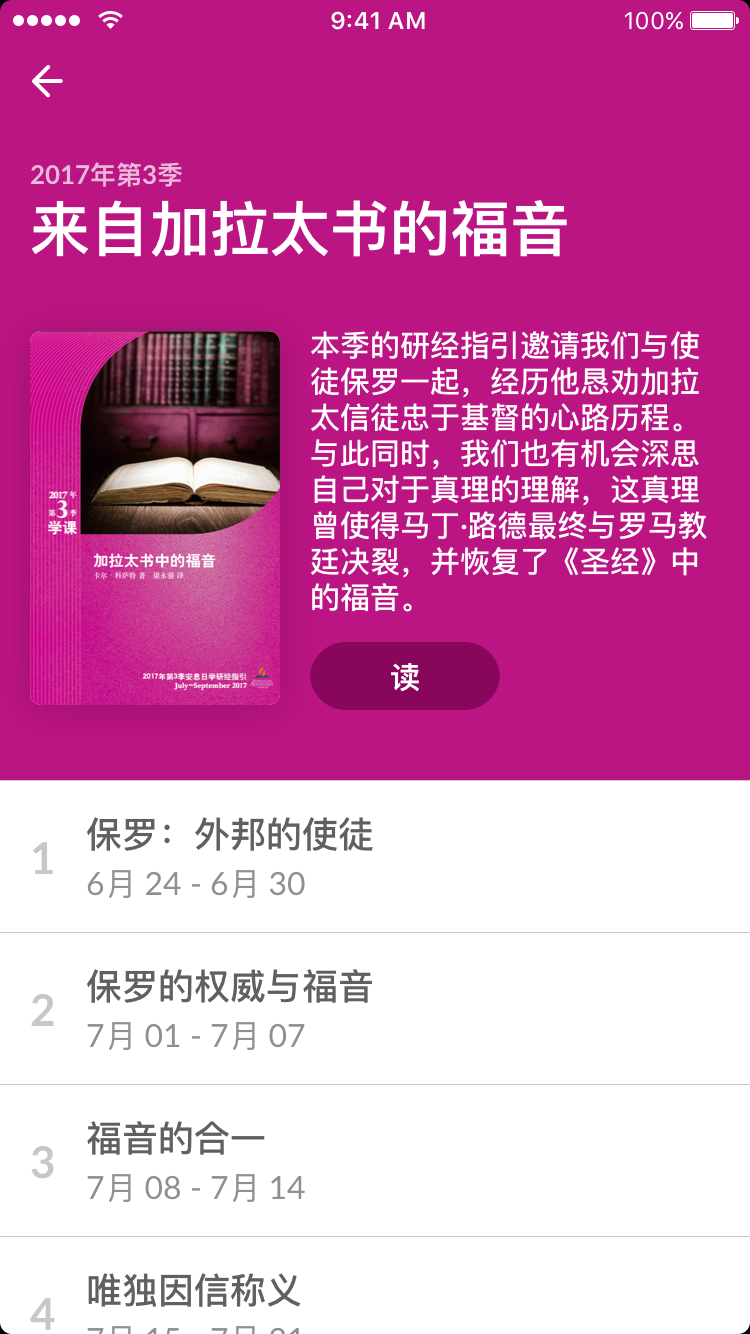 9:41 AM
100%
2017年第3季
来自加拉太书的福音
本季的研经指引邀请我们与使
徒保罗一起，经历他恳劝加拉
太信徒忠于基督的心路历程。
与此同时，我们也有机会深思
自己对于真理的理解，这真理
曾使得马丁·路德最终与罗马教
廷决裂，并恢复了《圣经》中
的福音。
2017 年
第3季
学课
加拉太书中的福音
卡尔·科萨特 著 梁永强 译
2017年第3季安息日学研经指引
July~September 2017
读
1
保罗：外邦的使徒
6月 24 - 6月 30
2
保罗的权威与福音
7月 01 - 7月 07
3
福音的合一
7月 08 - 7月 14
4
唯独因信称义
7月 15 - 7月 21